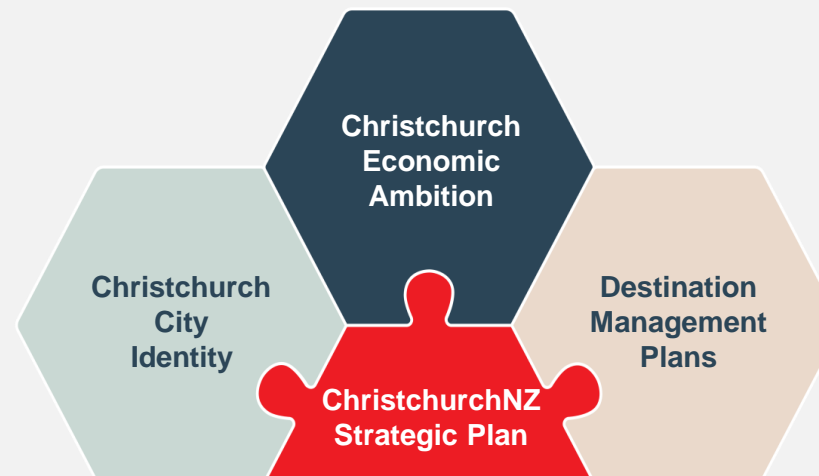 Christchurch
Economic
Ambition
Christchurch
City
Identity
Destination
Management
Plans
ChristchurchNZ
Strategic Plan